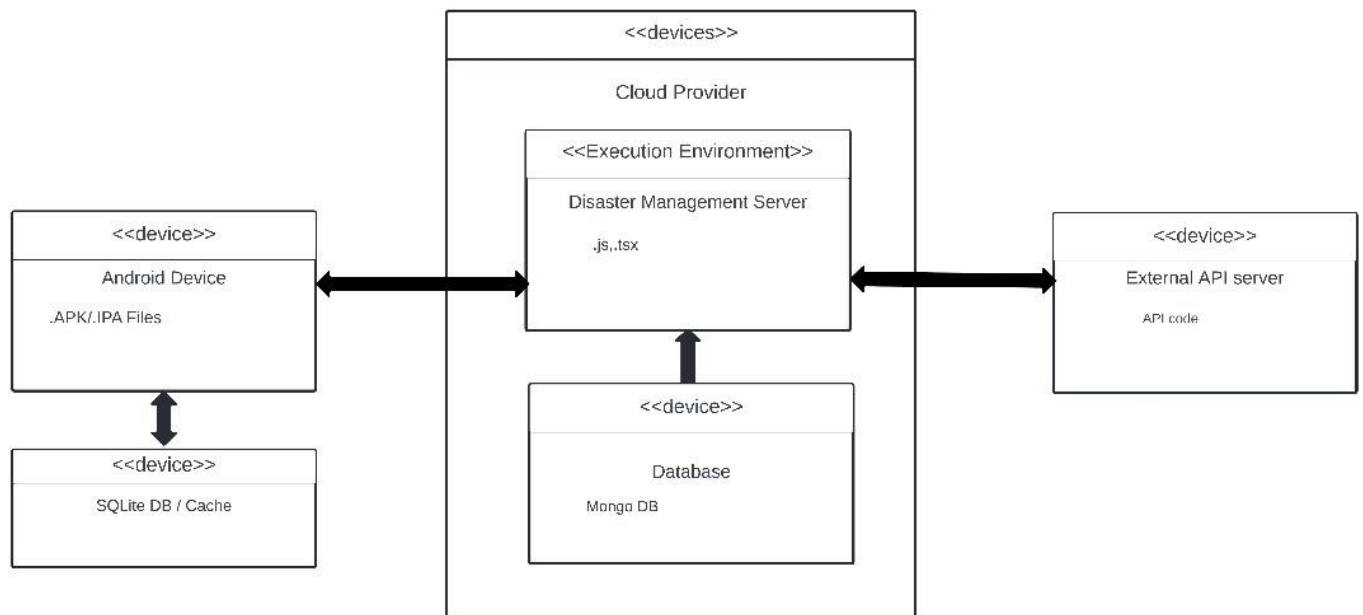 <<devices>>
Cloud Provider
<<Execution Environment>>
Disaster Management Server
.js,.tsx
<<device>>
Android Device
.APK/.IPA Files
<<device>>
External API server
API code
<<device>>
Database
Mongo DB
<<device>>
SQLite DB / Cache